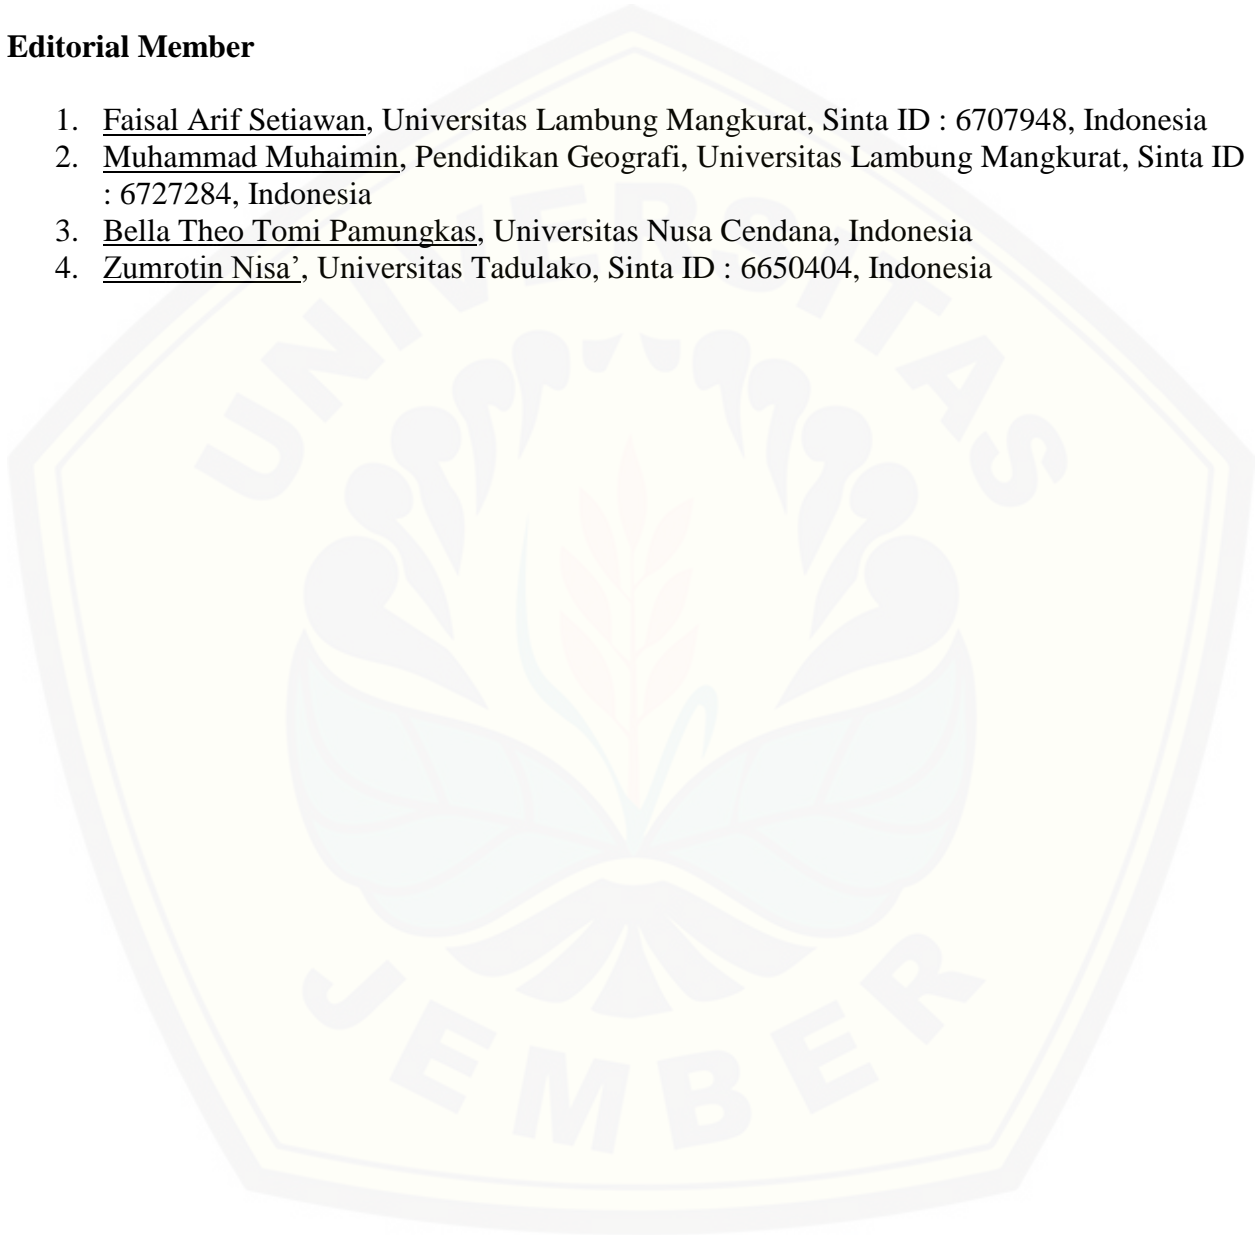 Editorial Member
1. Faisal Arif Setiawan, Universitas Lambung Mangkurat, Sinta ID : 6707948, Indonesia
2. Muhammad Muhaimin, Pendidikan Geografi, Universitas Lambung Mangkurat, Sinta ID
: 6727284, Indonesia
3. Bella Theo Tomi Pamungkas, Universitas Nusa Cendana, Indonesia
4. Zumrotin Nisa’, Universitas Tadulako, Sinta ID : 6650404, Indonesia
UNIVERSITAS
JEMBER